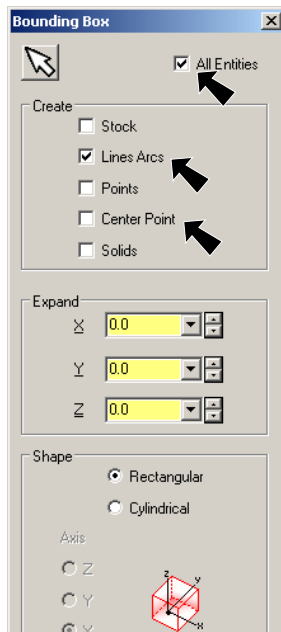 Bounding Box
All Entities
Create
Stock
Lines Arcs
Points
Center Point
Solids
Expand
X 0.0
Y 0.0
Z 0.0
Shape
Rectangular
Cylindrical
Axis
Z
Y
X
z
y
x